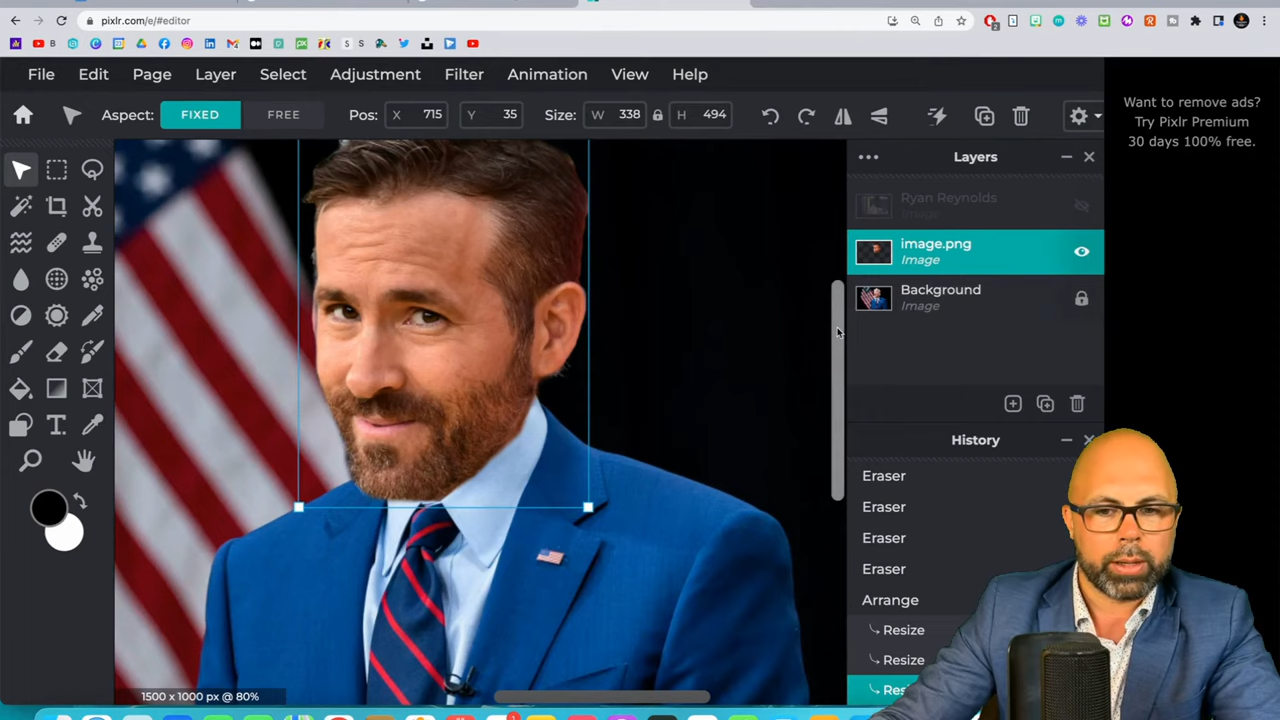 pixlr.com/e/#editor
B
S
File Edit Page Layer Select Adjustment Filter Animation View Help
Aspect: FIXED FREE Pos: X 715 Y 35 Size: W 338 H 494
Want to remove ads?
Try Pixlr Premium
30 days 100% free.
Layers
Ryan Reynolds
Image
image.png
Image
Background
Image
History
Eraser
Eraser
Eraser
Eraser
Arrange
Resize
Resize
1500 x 1000 px @ 80%